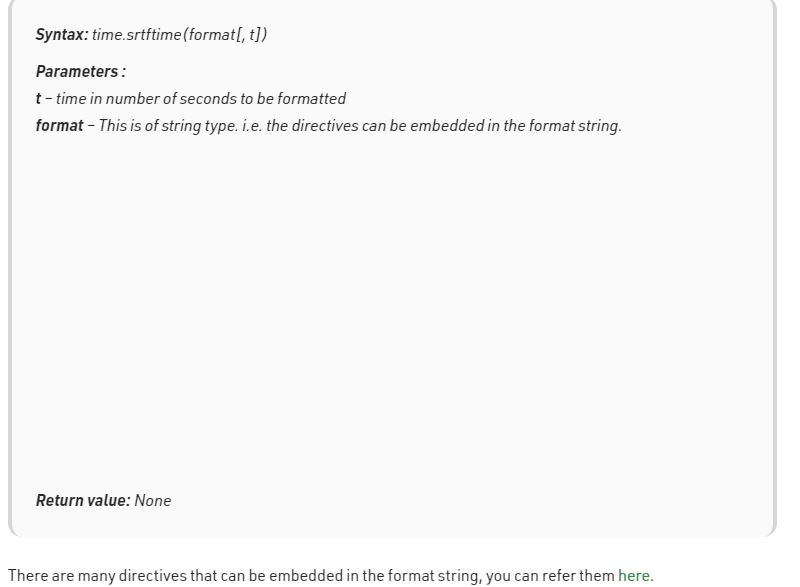 Syntax: time.srtftime(format[, t])
Parameters :
t – time in number of seconds to be formatted
format – This is of string type. i.e. the directives can be embedded in the format string.
Return value: None
There are many directives that can be embedded in the format string, you can refer them here.